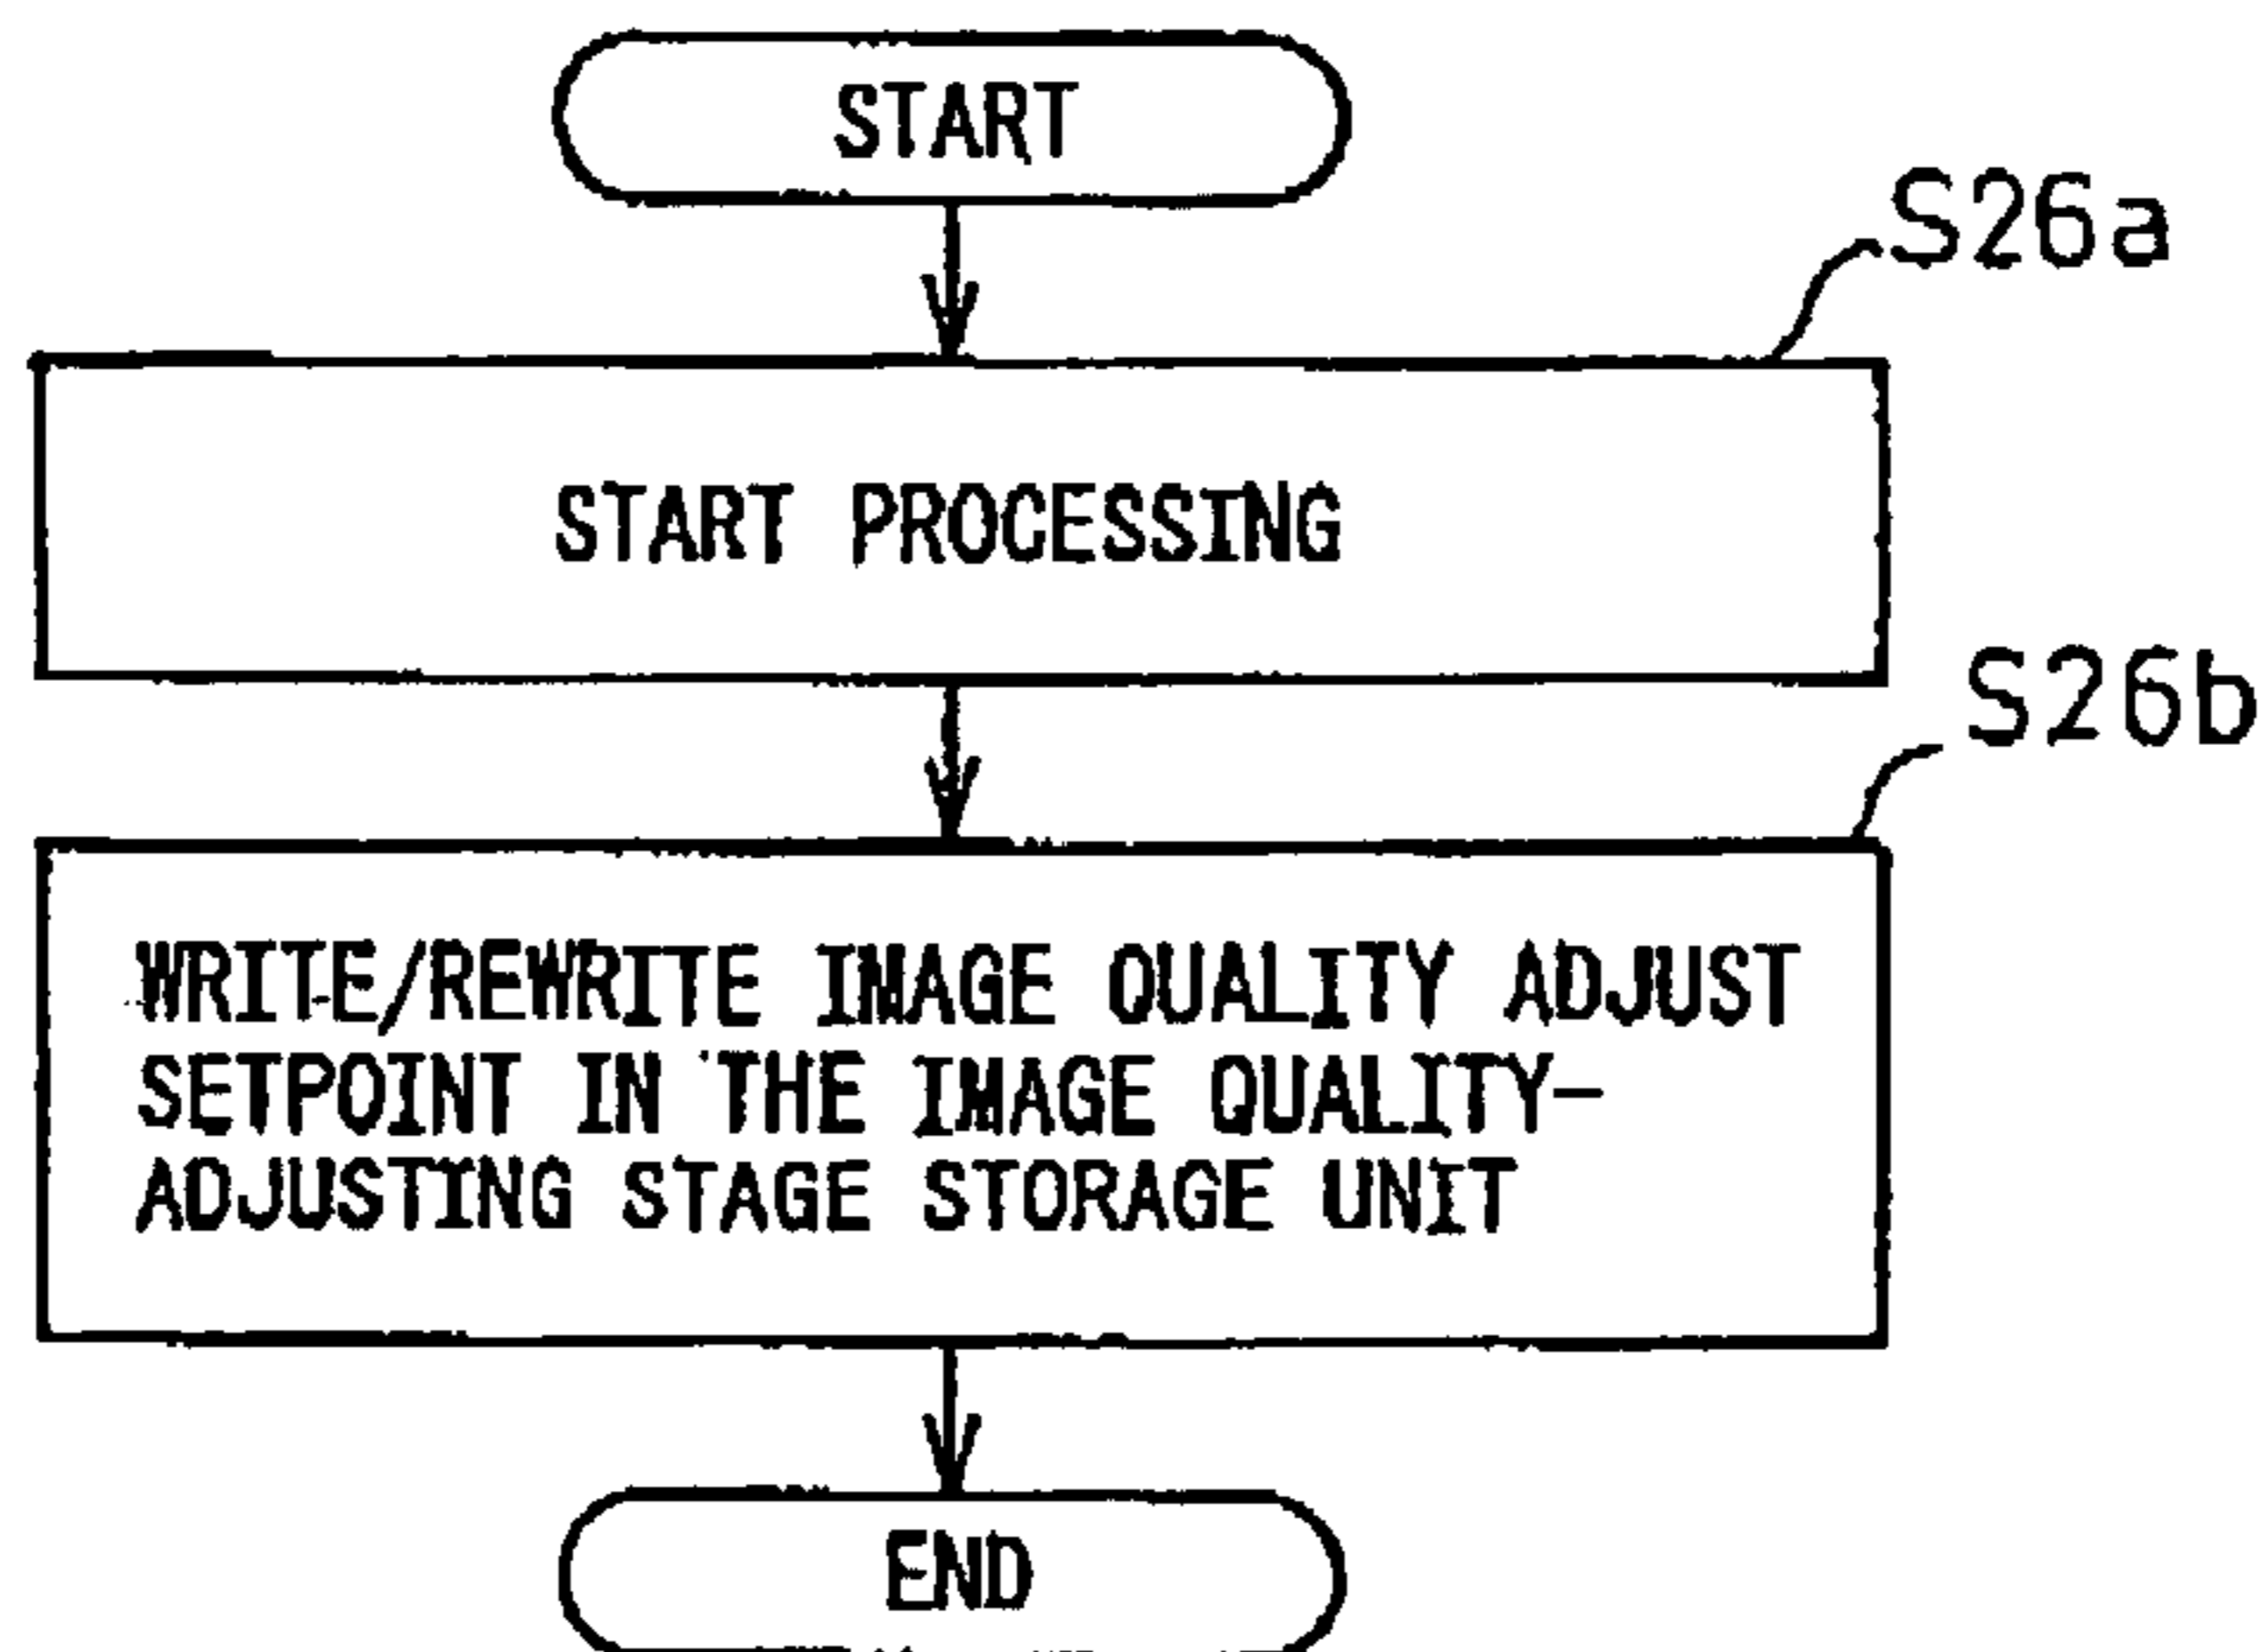 START
S26a
START PROCESSING
S26b
WRITE/REWRITE IMAGE QUALITY ADJUST
SETPOINT IN THE IMAGE QUALITY-
ADJUSTING STAGE STORAGE UNIT
END